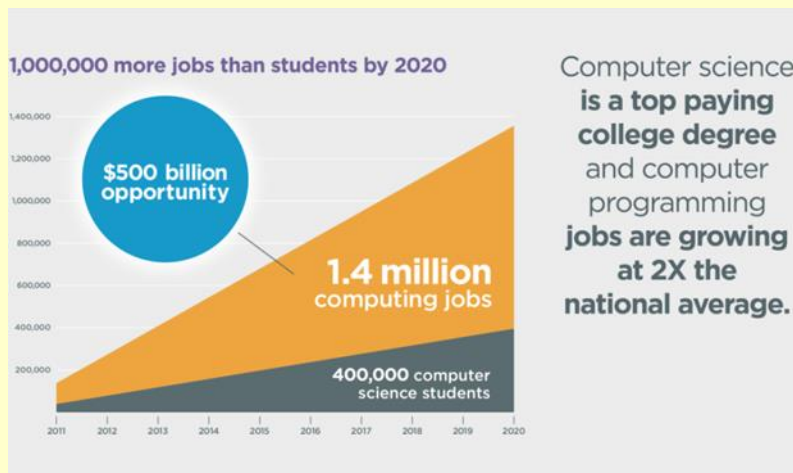 1,000,000 more jobs than students by 2020
1,400,000
1,200,000
1,000,000
800,000
600,000
400,000
200,000
$500 billion
opportunity
1.4 million
computing jobs
400,000 computer
science students
2011 2012 2013 2014 2015 2016 2017 2018 2019 2020
Computer science
is a top paying
college degree
and computer
programming
jobs are growing
at 2X the
national average.